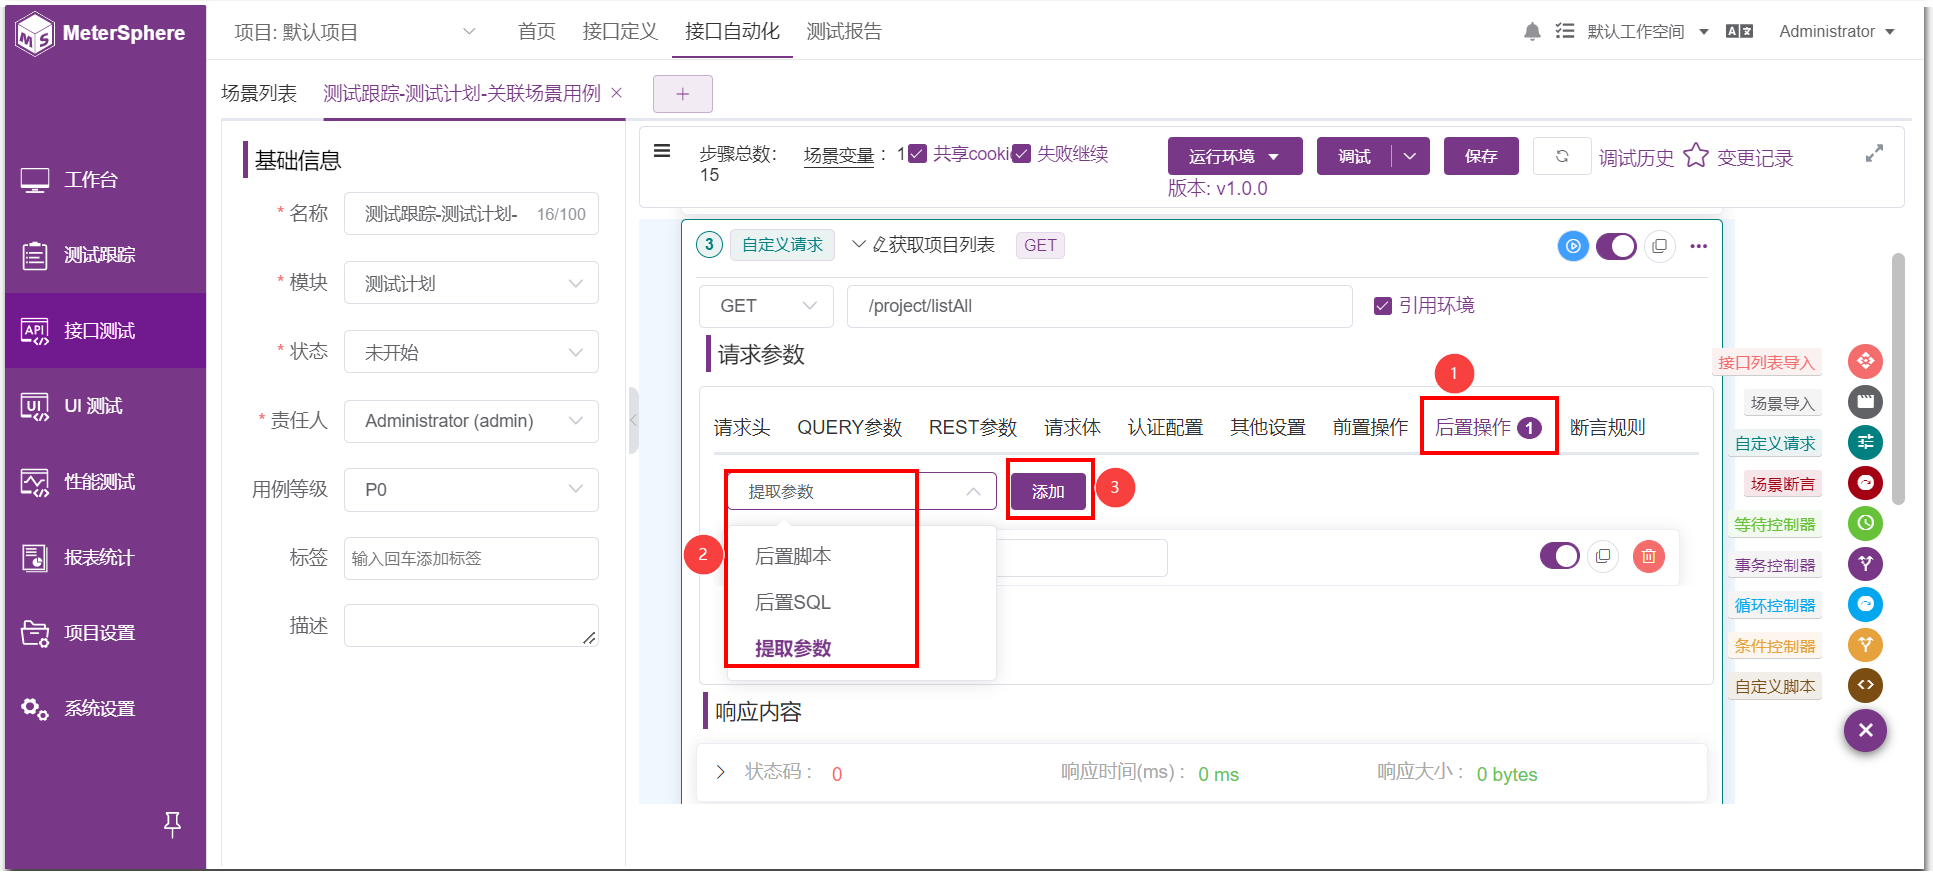 MeterSphere
项目: 默认项目
首页
接口定义
接口自动化
测试报告
默认工作空间
Administrator
场景列表
测试跟踪-测试计划-关联场景用例
+
工作台
测试跟踪
接口测试
UI 测试
性能测试
报表统计
项目设置
系统设置
基础信息
* 名称
测试跟踪-测试计划-
16/100
* 模块
测试计划
* 状态
未开始
* 责任人
Administrator (admin)
用例等级
P0
标签
输入回车添加标签
描述
步骤总数：
15
场景变量 ： 1
共享cooki
失败继续
运行环境
调试
保存
调试历史
变更记录
版本: v1.0.0
3
自定义请求
获取项目列表
GET
GET
/project/listAll
引用环境
请求参数
1
请求头
QUERY参数
REST参数
请求体
认证配置
其他设置
前置操作
后置操作 1
断言规则
提取参数
添加
3
2
后置脚本
后置SQL
提取参数
响应内容
状态码： 0
响应时间(ms)： 0 ms
响应大小： 0 bytes
接口列表导入
场景导入
自定义请求
场景断言
等待控制器
事务控制器
循环控制器
条件控制器
自定义脚本